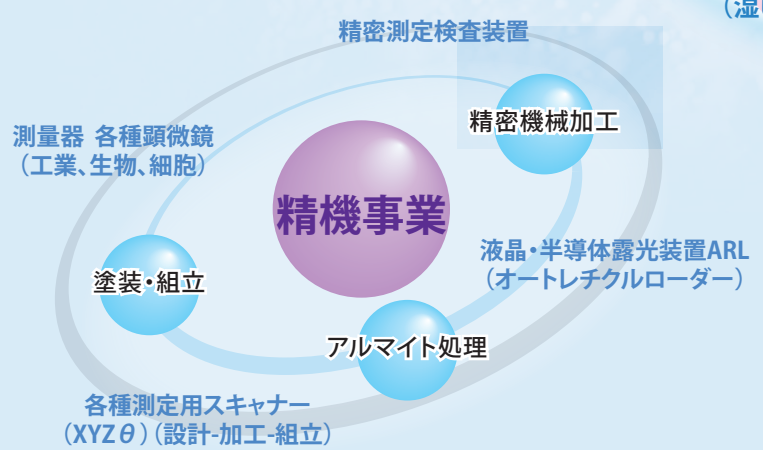 （湿
精密測定検査装置
精密機械加工
測量器 各種顕微鏡
（工業、生物、細胞）
精機事業
液晶・半導体露光装置ARL
（オートレチクルローダー）
塗装・組立
アルマイト処理
各種測定用スキャナー
（XYZθ）（設計-加工-組立）